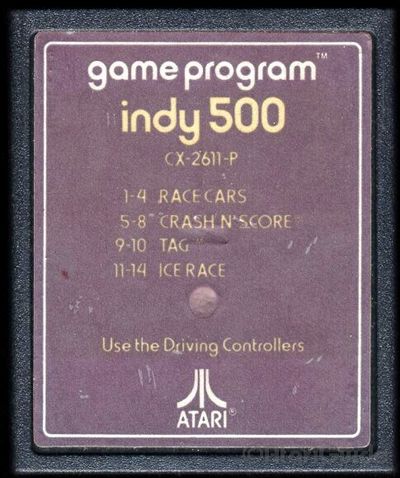 game program™
indy 500
CX-2611-P
1-4 RACE CARS
5-8 CRASH N' SCORE
9-10 TAG
11-14 ICE RACE
Use the Driving Controllers
ATARI®